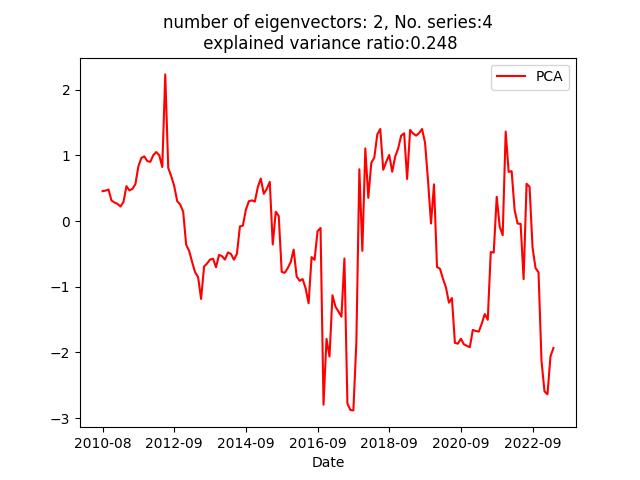 number of eigenvectors: 2, No. series:4
explained variance ratio:0.248
PCA
2
1
0
−1
−2
−3
2010-08 2012-09 2014-09 2016-09 2018-09 2020-09 2022-09
Date